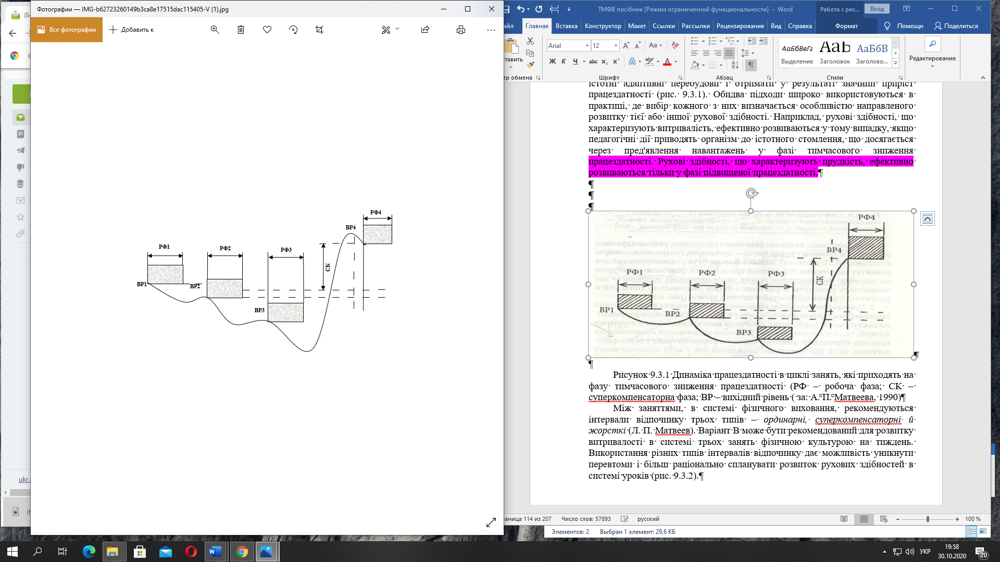 Фотографии — IMG-b62723260149b3ca8e17515dac115405-V (1).jpg
Все фотографии
Добавить к
РФ4
ВР4
РФ1
РФ2
РФ3
СК
ВР1
ВР2
ВР3
ukr.
ТМФВ посібник [Режим ограниченной функциональности] - Word
Работа с рис...
Вход
Главная
Вставка
Конструктор
Макет
Ссылки
Рассылки
Рецензирование
Вид
Справка
Формат
Помощн
Поделиться
Arial
12
Aa
Ж К Ч abc x₂ x²
АаБбВвГг
АаБ
АаБбВ
Выделение
Заголовок
Заголово...
Редактирование
Шрифт
Абзац
Стили
істотні адаптивні перебудови і отримати у результаті значний приріст
працездатності (рис. 9.3.1). Обидва підходи широко використовуються в
практиці, де вибір кожного з них визначається особливістю направленого
розвитку тієї або іншої рухової здібності. Наприклад, рухові здібності, що
характеризують витривалість, ефективно розвиваються у тому випадку, якщо
педагогічні дії приводять організм до істотного стомлення, що досягається
через пред'явлення навантажень у фазі тимчасового зниження
працездатності. Рухові здібності, що характеризують прудкість, ефективно
розвиваються тільки у фазі підвищеної працездатності.¶
¶
¶
¶
РФ4
ВР4
РФ1
РФ2
РФ3
СК
ВР1
ВР2
ВР3
¶
¶
Рисунок 9.3.1 Динаміка працездатності в циклі занять, які приходять на
фазу тимчасового зниження працездатності (РФ – робоча фаза; СК –
суперкомпенсаторна фаза; ВР – вихідний рівень ( за: А.°П.°Матвеева, 1990)¶
Між заняттями, в системі фізичного виховання, рекомендуються
інтервали відпочинку трьох типів – ординарні, суперкомпенсаторні й
жорсткі (Л. П. Матвеев). Варіант В може бути рекомендований для розвитку
витривалості в системі трьох занять фізичною культурою на тиждень.
Використання різних типів інтервалів відпочинку дає можливість уникнути
перевтоми і більш раціонально спланувати розвиток рухових здібностей в
системі уроків (рис. 9.3.2).¶
аница 114 из 207
Число слов: 57893
русский
100 %
Элементов: 2
Выбран 1 элемент: 29,6 КБ
УКР
19:58
30.10.2020
20